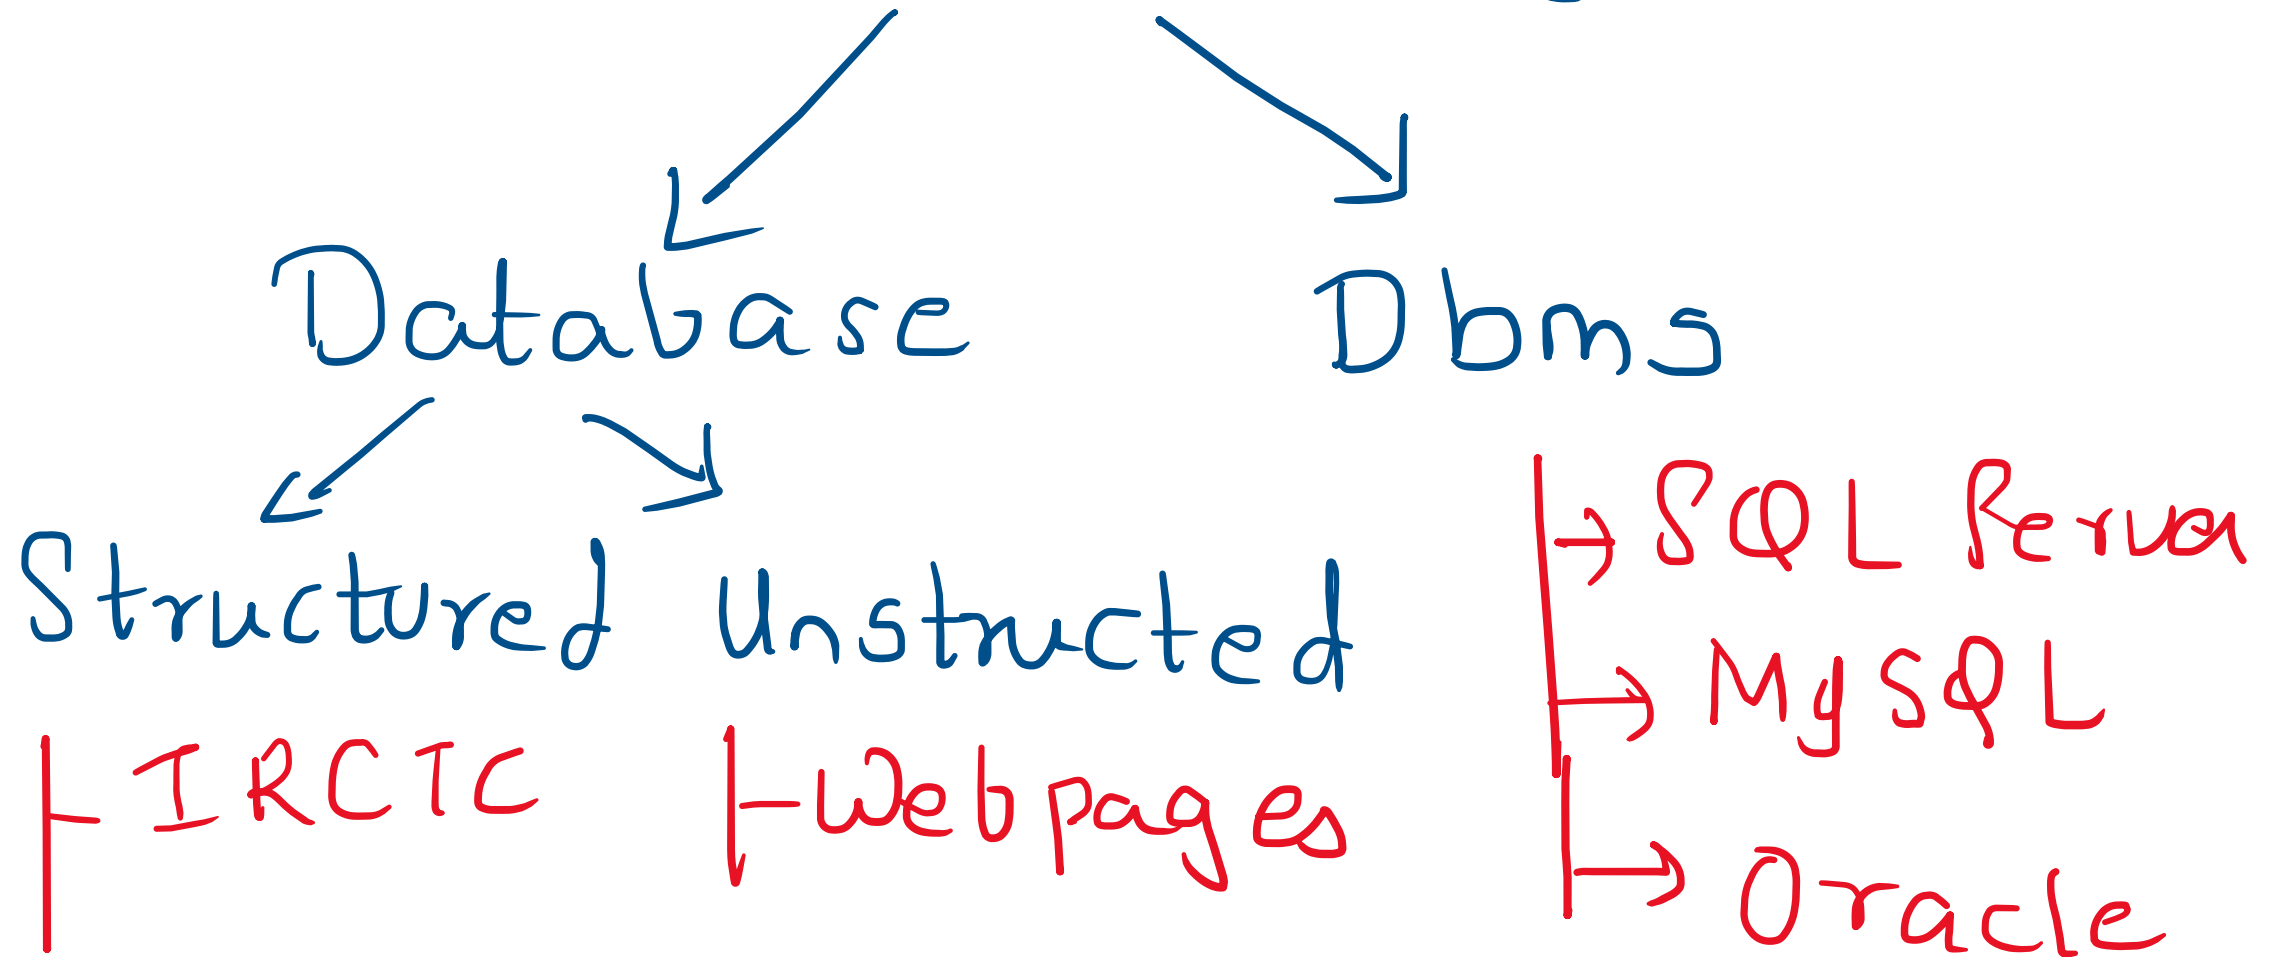 Database Dbms
Structured Unstructed
SQL Server
IRCTC
Webpages
MySQL
Oracle